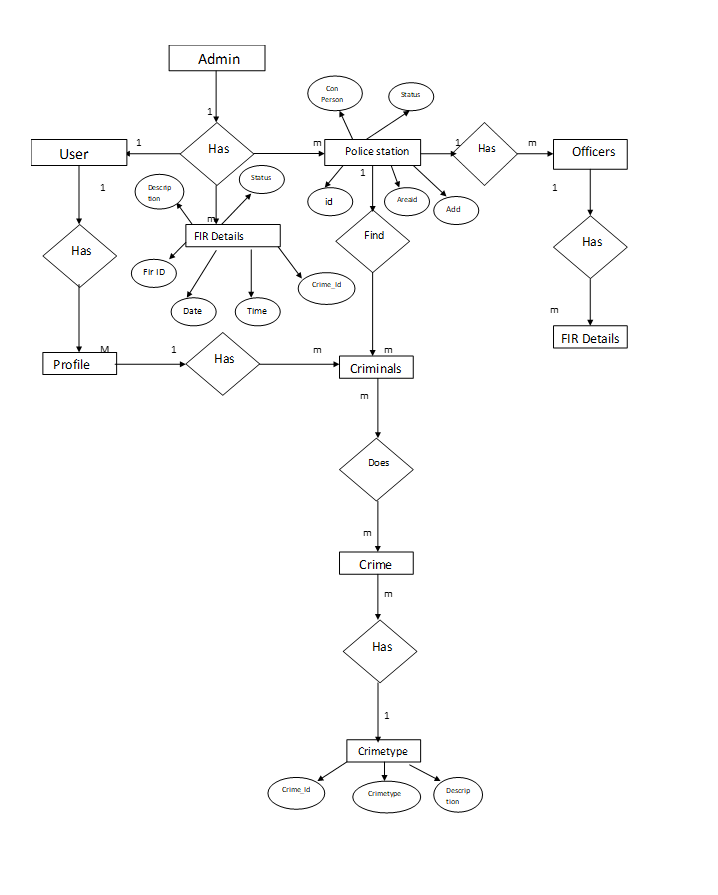 Admin
Con
Person
Status
1
User
1
Has
m
Police station
1
Has
m
Officers
1
Descrip
tion
Status
1
id
Areaid
Add
1
m
FIR Details
Has
Fir ID
Crime_Id
Find
Has
Date
Time
m
FIR Details
Profile
M
1
Has
m
m
Criminals
m
Does
m
Crime
m
Has
1
Crimetype
Crime_Id
Crimetype
Descrip
tion